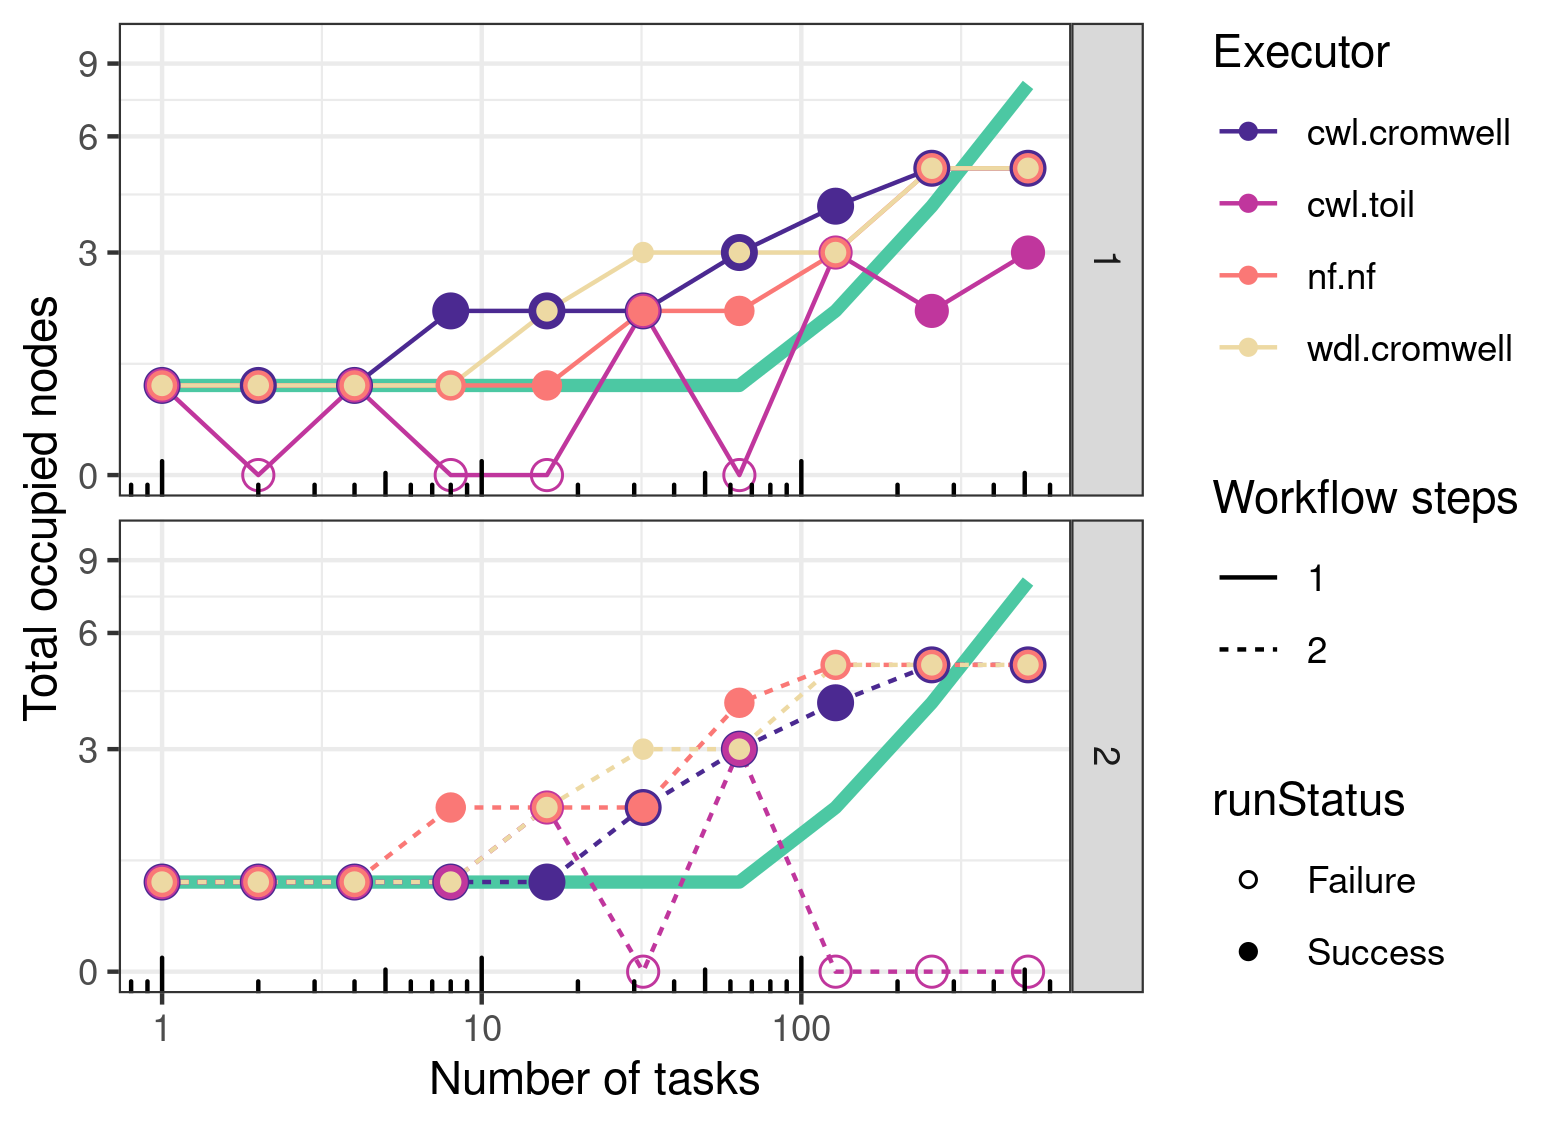 Total occupied nodes
9
6
3
0
1
9
6
3
0
2
1
10
100
Number of tasks
Executor
cwl.cromwell
cwl.toil
nf.nf
wdl.cromwell
Workflow steps
1
2
runStatus
Failure
Success